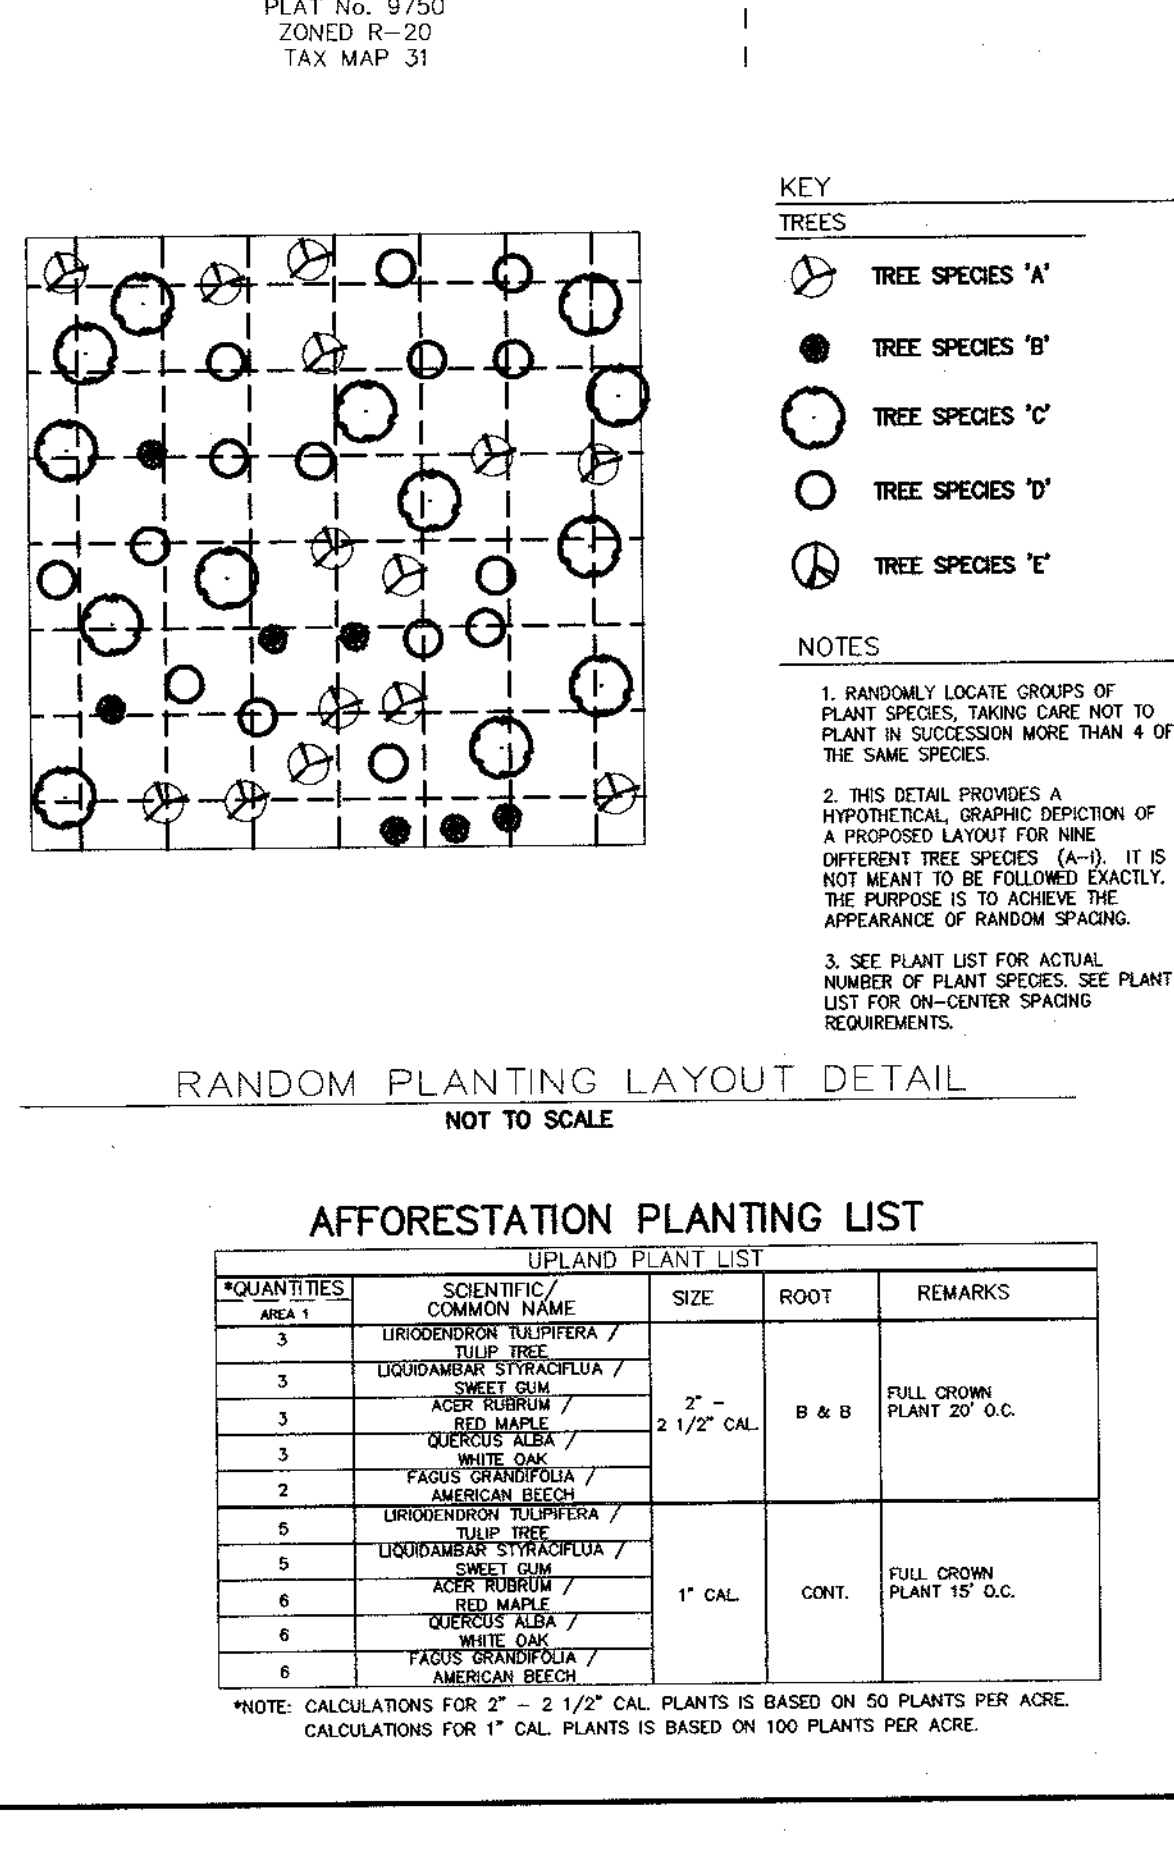 PLAT No. 9750
ZONED R-20
TAX MAP 31
KEY
TREES
TREE SPECIES 'A'
TREE SPECIES 'B'
TREE SPECIES 'C'
TREE SPECIES 'D'
TREE SPECIES 'E'
NOTES
1. RANDOMLY LOCATE GROUPS OF
PLANT SPECIES, TAKING CARE NOT TO
PLANT IN SUCCESSION MORE THAN 4 OF
THE SAME SPECIES.
2. THIS DETAIL PROVIDES A
HYPOTHETICAL, GRAPHIC DEPICTION OF
A PROPOSED LAYOUT FOR NINE
DIFFERENT TREE SPECIES (A-I). IT IS
NOT MEANT TO BE FOLLOWED EXACTLY.
THE PURPOSE IS TO ACHIEVE THE
APPEARANCE OF RANDOM SPACING.
3. SEE PLANT LIST FOR ACTUAL
NUMBER OF PLANT SPECIES. SEE PLANT
LIST FOR ON-CENTER SPACING
REQUIREMENTS.
RANDOM PLANTING LAYOUT DETAIL
NOT TO SCALE
AFFORESTATION PLANTING LIST
UPLAND PLANT LIST
*QUANTITIES
AREA 1
SCIENTIFIC/
COMMON NAME
SIZE
ROOT
REMARKS
3
LIRIODENDRON TULIPIFERA /
TULIP TREE
3
LIQUIDAMBAR STYRACIFLUA /
SWEET GUM
3
ACER RUBRUM /
RED MAPLE
3
QUERCUS ALBA /
WHITE OAK
2
FAGUS GRANDIFOLIA /
AMERICAN BEECH
2" -
2 1/2" CAL.
B & B
FULL CROWN
PLANT 20' O.C.
5
LIRIODENDRON TULIPIFERA /
TULIP TREE
5
LIQUIDAMBAR STYRACIFLUA /
SWEET GUM
6
ACER RUBRUM /
RED MAPLE
6
QUERCUS ALBA /
WHITE OAK
6
FAGUS GRANDIFOLIA /
AMERICAN BEECH
1" CAL.
CONT.
FULL CROWN
PLANT 15' O.C.
*NOTE: CALCULATIONS FOR 2" - 2 1/2" CAL. PLANTS IS BASED ON 50 PLANTS PER ACRE.
CALCULATIONS FOR 1" CAL. PLANTS IS BASED ON 100 PLANTS PER ACRE.